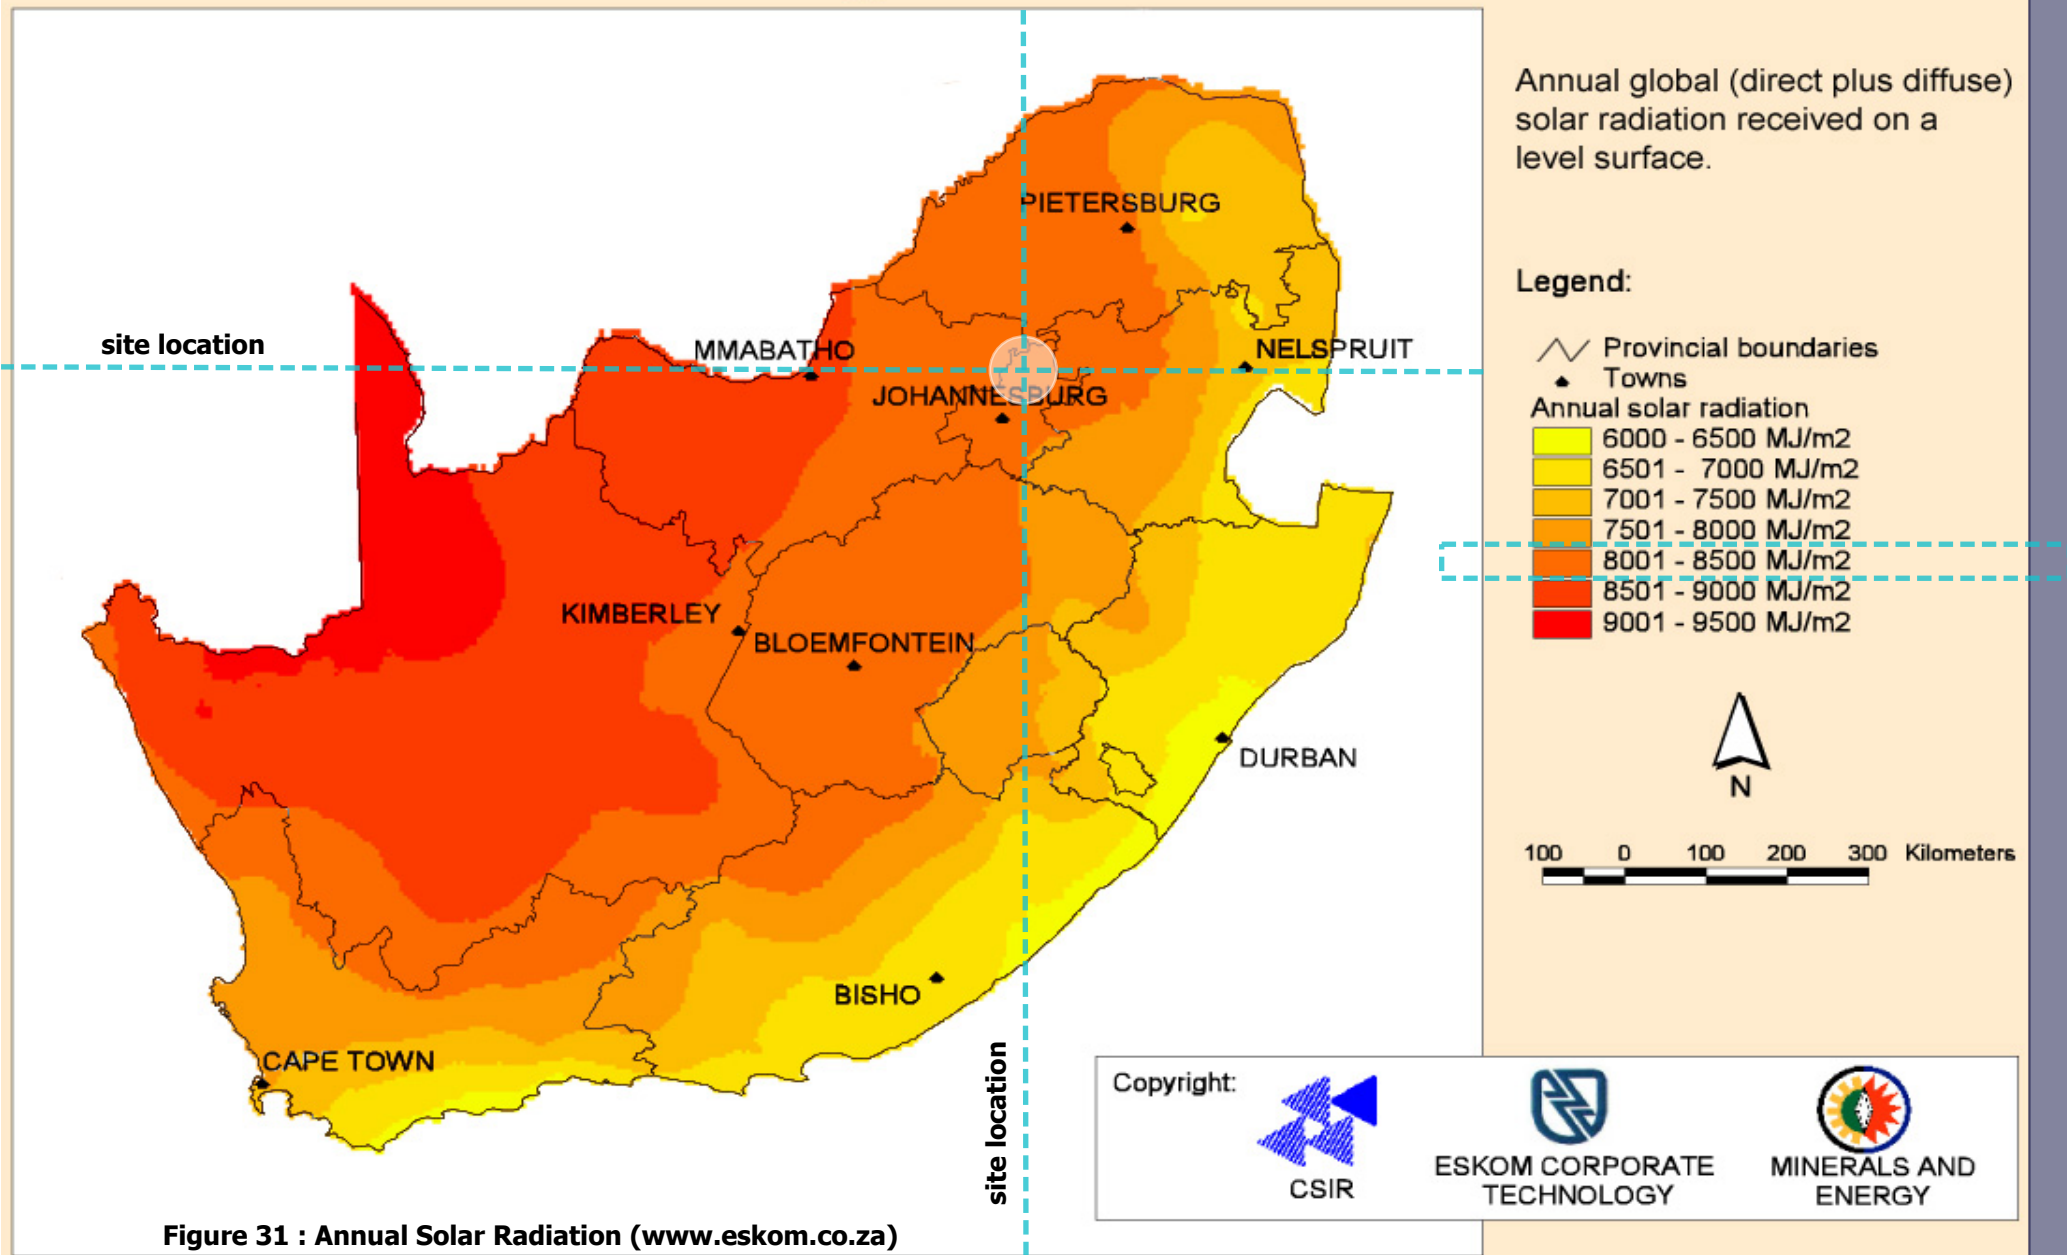 Annual global (direct plus diffuse)
solar radiation received on a
level surface.
PIETERSBURG
site location
MMABATHO
NELSPRUIT
JOHANNESBURG
KIMBERLEY
BLOEMFONTEIN
DURBAN
BISHO
CAPE TOWN
site location
Legend:
Provincial boundaries
Towns
Annual solar radiation
6000 - 6500 MJ/m2
6501 - 7000 MJ/m2
7001 - 7500 MJ/m2
7501 - 8000 MJ/m2
8001 - 8500 MJ/m2
8501 - 9000 MJ/m2
9001 - 9500 MJ/m2
N
100 0 100 200 300 Kilometers
Copyright:
CSIR
ESKOM CORPORATE
TECHNOLOGY
MINERALS AND
ENERGY
Figure 31 : Annual Solar Radiation (www.eskom.co.za)